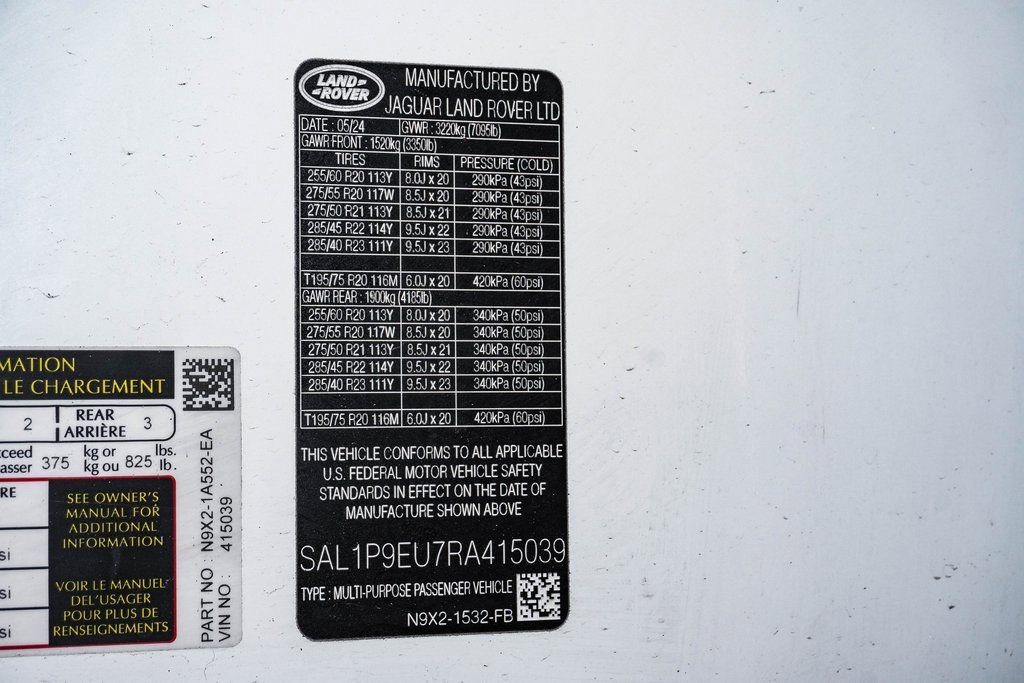 LAND-
-ROVER
MANUFACTURED BY
JAGUAR LAND ROVER LTD
DATE : 05/24 GVWR : 3220kg (7095lb)
GAWR FRONT : 1520kg (3350lb)
TIRES RIMS PRESSURE (COLD)
255/60 R20 113Y 8.0J x 20 290kPa (43psi)
275/55 R20 117W 8.5J x 20 290kPa (43psi)
275/50 R21 113Y 8.5J x 21 290kPa (43psi)
285/45 R22 114Y 9.5J x 22 290kPa (43psi)
285/40 R23 111Y 9.5J x 23 290kPa (43psi)
T195/75 R20 116M 6.0J x 20 420kPa (60psi)
GAWR REAR : 1900kg (4185lb)
255/60 R20 113Y 8.0J x 20 340kPa (50psi)
275/55 R20 117W 8.5J x 20 340kPa (50psi)
275/50 R21 113Y 8.5J x 21 340kPa (50psi)
285/45 R22 114Y 9.5J x 22 340kPa (50psi)
285/40 R23 111Y 9.5J x 23 340kPa (50psi)
T195/75 R20 116M 6.0J x 20 420kPa (60psi)
THIS VEHICLE CONFORMS TO ALL APPLICABLE
U.S. FEDERAL MOTOR VEHICLE SAFETY
STANDARDS IN EFFECT ON THE DATE OF
MANUFACTURE SHOWN ABOVE
SAL1P9EU7RA415039
TYPE : MULTI-PURPOSE PASSENGER VEHICLE
N9X2-1532-FB
MATION
LE CHARGEMENT
2 REAR 3
ARRIÈRE
xceed 375 kg or 825 lbs.
asser kg ou lb.
RE
SEE OWNER'S
MANUAL FOR
ADDITIONAL
INFORMATION
si
si
si
VOIR LE MANUEL
DEL'USAGER
POUR PLUS DE
RENSEIGNEMENTS
PART NO : N9X2-1A552-EA
VIN NO : 415039